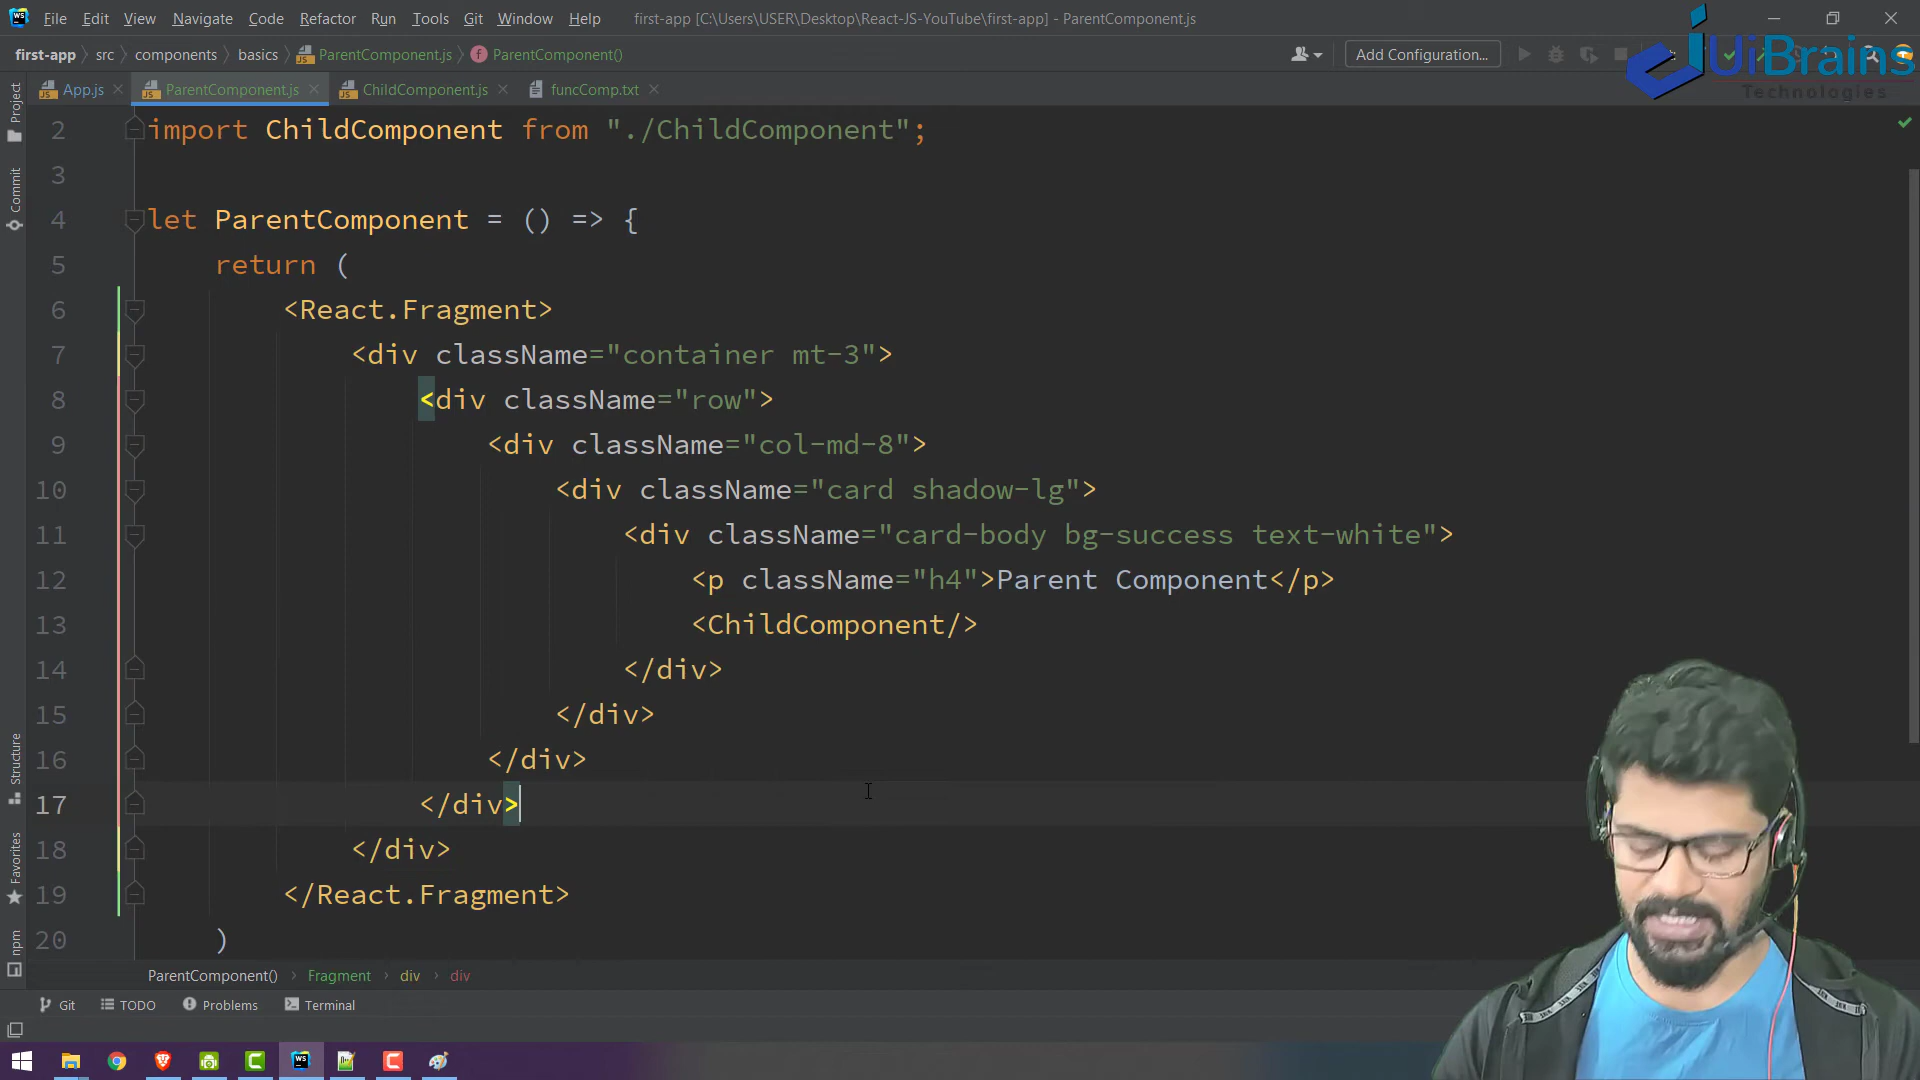 File Edit View Navigate Code Refactor Run Tools Git Window Help first-app [C:\Users\USER\Desktop\React-JS-YouTube\first-app] - ParentComponent.js
first-app src components basics ParentComponent.js ParentComponent() Add Configuration...
UiBrains
Technologies
App.js ParentComponent.js ChildComponent.js funcComp.txt
Project
Commit
Structure
Favorites
npm
2 import ChildComponent from "./ChildComponent";
3
4 let ParentComponent = () => {
5 return (
6 <React.Fragment>
7 <div className="container mt-3">
8 <div className="row">
9 <div className="col-md-8">
10 <div className="card shadow-lg">
11 <div className="card-body bg-success text-white">
12 <p className="h4">Parent Component</p>
13 <ChildComponent/>
14 </div>
15 </div>
16 </div>
17 </div>
18 </div>
19 </React.Fragment>
20 )
ParentComponent() Fragment div div
Git TODO Problems Terminal